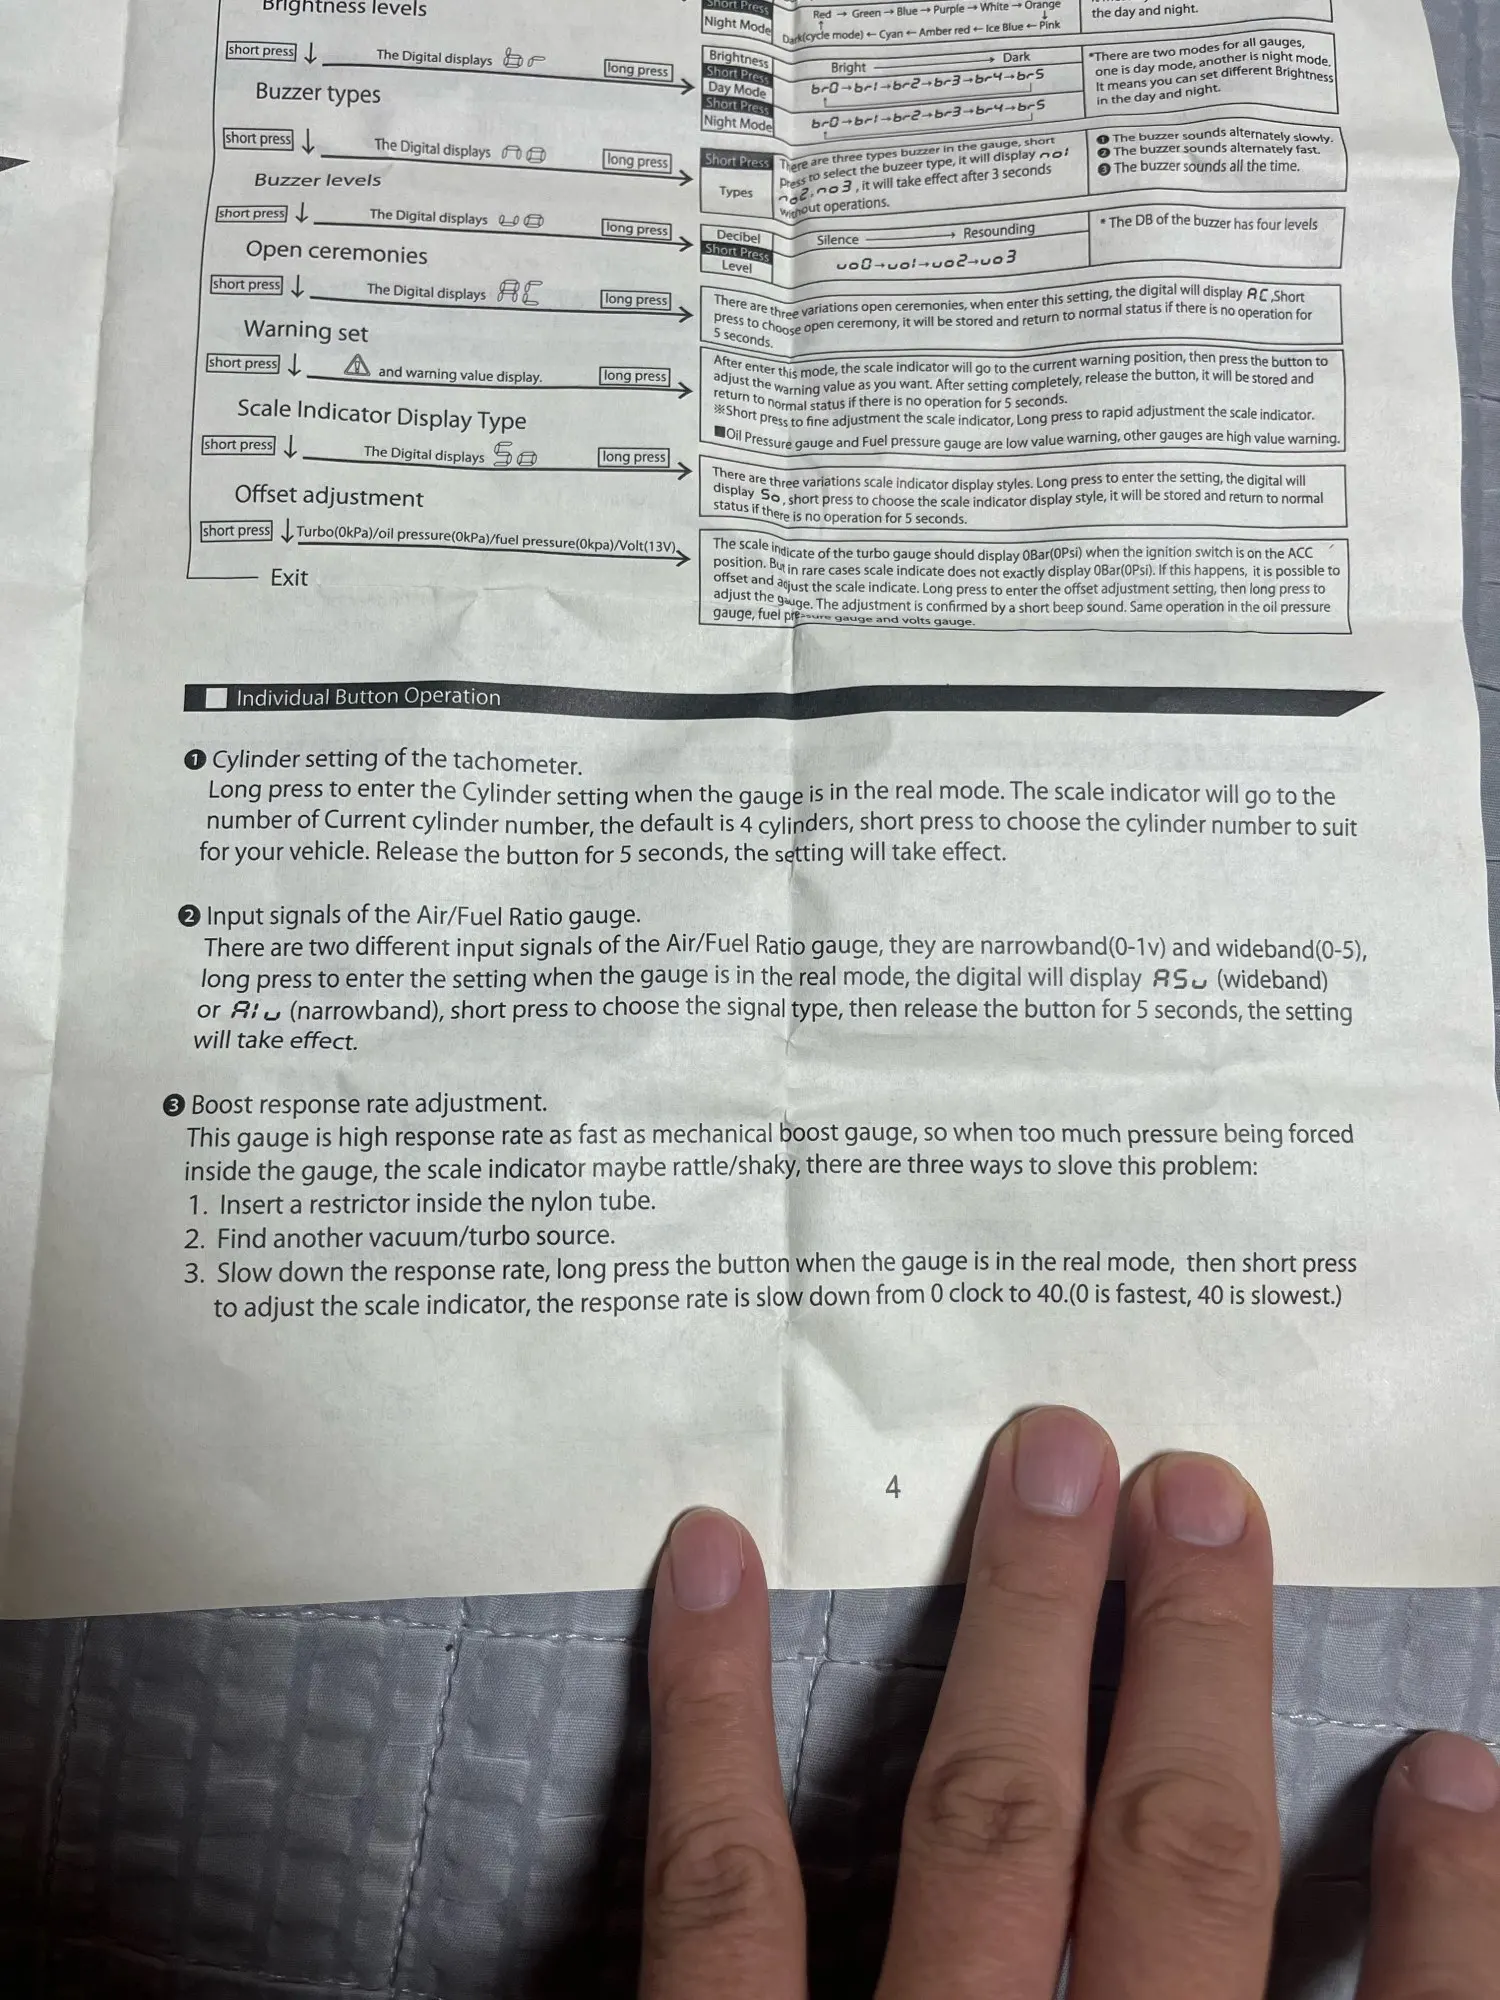 Brightness levels
short press ↓ The Digital displays br long press
Buzzer types
short press ↓ The Digital displays no long press
Buzzer levels
short press ↓ The Digital displays uo long press
Open ceremonies
short press ↓ The Digital displays AC long press
Warning set
short press ↓ and warning value display. long press
Scale Indicator Display Type
short press ↓ The Digital displays So long press
Offset adjustment
short press ↓ Turbo(0kPa)/oil pressure(0kPa)/fuel pressure(0kpa)/Volt(13V)
Exit
Short Press
Night Mode
Red → Green → Blue → Purple → White → Orange
Dark(cycle mode) ← Cyan ← Amber red ← Ice Blue ← Pink
the day and night.
Brightness
Short Press
Day Mode
Short Press
Night Mode
Bright → Dark
br0→br1→br2→br3→br4→br5
br0→br1→br2→br3→br4→br5
*There are two modes for all gauges,
one is day mode, another is night mode.
It means you can set different Brightness
in the day and night.
Short Press
Types
There are three types buzzer in the gauge, short
Press to select the buzeer type, it will display no1
no2, no3, it will take effect after 3 seconds
Without operations.
❶ The buzzer sounds alternately slowly.
❷ The buzzer sounds alternately fast.
❸ The buzzer sounds all the time.
Decibel
Short Press
Level
Silence → Resounding
uo0→uo1→uo2→uo3
* The DB of the buzzer has four levels
There are three variations open ceremonies, when enter this setting, the digital will display AC,Short
press to choose open ceremony, it will be stored and return to normal status if there is no operation for
5 seconds.
After enter this mode, the scale indicator will go to the current warning position, then press the button to
adjust the warning value as you want. After setting completely, release the button, it will be stored and
return to normal status if there is no operation for 5 seconds.
※Short press to fine adjustment the scale indicator, Long press to rapid adjustment the scale indicator.
■Oil Pressure gauge and Fuel pressure gauge are low value warning, other gauges are high value warning.
There are three variations scale indicator display styles. Long press to enter the setting, the digital will
display So, short press to choose the scale indicator display style, it will be stored and return to normal
status if there is no operation for 5 seconds.
The scale indicate of the turbo gauge should display 0Bar(0Psi) when the ignition switch is on the ACC
position. But in rare cases scale indicate does not exactly display 0Bar(0Psi). If this happens, it is possible to
offset and adjust the scale indicate. Long press to enter the offset adjustment setting, then long press to
adjust the gauge. The adjustment is confirmed by a short beep sound. Same operation in the oil pressure
gauge, fuel pressure gauge and volts gauge.
Individual Button Operation
❶ Cylinder setting of the tachometer.
Long press to enter the Cylinder setting when the gauge is in the real mode. The scale indicator will go to the
number of Current cylinder number, the default is 4 cylinders, short press to choose the cylinder number to suit
for your vehicle. Release the button for 5 seconds, the setting will take effect.
❷ Input signals of the Air/Fuel Ratio gauge.
There are two different input signals of the Air/Fuel Ratio gauge, they are narrowband(0-1v) and wideband(0-5),
long press to enter the setting when the gauge is in the real mode, the digital will display A5u (wideband)
or A1u (narrowband), short press to choose the signal type, then release the button for 5 seconds, the setting
will take effect.
❸ Boost response rate adjustment.
This gauge is high response rate as fast as mechanical boost gauge, so when too much pressure being forced
inside the gauge, the scale indicator maybe rattle/shaky, there are three ways to slove this problem:
1. Insert a restrictor inside the nylon tube.
2. Find another vacuum/turbo source.
3. Slow down the response rate, long press the button when the gauge is in the real mode, then short press
to adjust the scale indicator, the response rate is slow down from 0 clock to 40.(0 is fastest, 40 is slowest.)
4